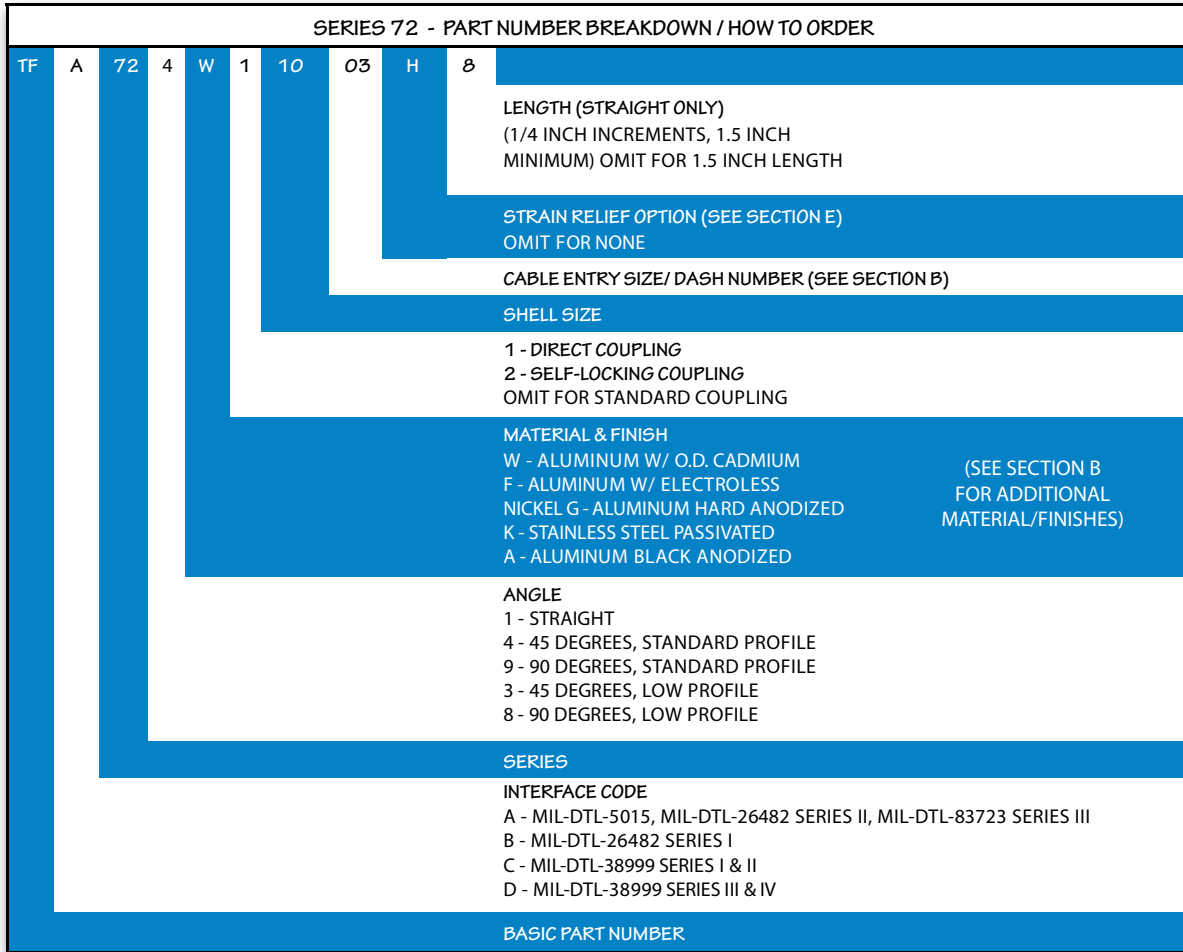 SERIES 72 - PART NUMBER BREAKDOWN / HOW TO ORDER
TF A 72 4 W 1 10 03 H 8
LENGTH (STRAIGHT ONLY)
(1/4 INCH INCREMENTS, 1.5 INCH
MINIMUM) OMIT FOR 1.5 INCH LENGTH
STRAIN RELIEF OPTION (SEE SECTION E)
OMIT FOR NONE
CABLE ENTRY SIZE/ DASH NUMBER (SEE SECTION B)
SHELL SIZE
1 - DIRECT COUPLING
2 - SELF-LOCKING COUPLING
OMIT FOR STANDARD COUPLING
MATERIAL & FINISH
W - ALUMINUM W/ O.D. CADMIUM
F - ALUMINUM W/ ELECTROLESS
NICKEL G - ALUMINUM HARD ANODIZED
K - STAINLESS STEEL PASSIVATED
A - ALUMINUM BLACK ANODIZED
(SEE SECTION B
FOR ADDITIONAL
MATERIAL/FINISHES)
ANGLE
1 - STRAIGHT
4 - 45 DEGREES, STANDARD PROFILE
9 - 90 DEGREES, STANDARD PROFILE
3 - 45 DEGREES, LOW PROFILE
8 - 90 DEGREES, LOW PROFILE
SERIES
INTERFACE CODE
A - MIL-DTL-5015, MIL-DTL-26482 SERIES II, MIL-DTL-83723 SERIES III
B - MIL-DTL-26482 SERIES I
C - MIL-DTL-38999 SERIES I & II
D - MIL-DTL-38999 SERIES III & IV
BASIC PART NUMBER